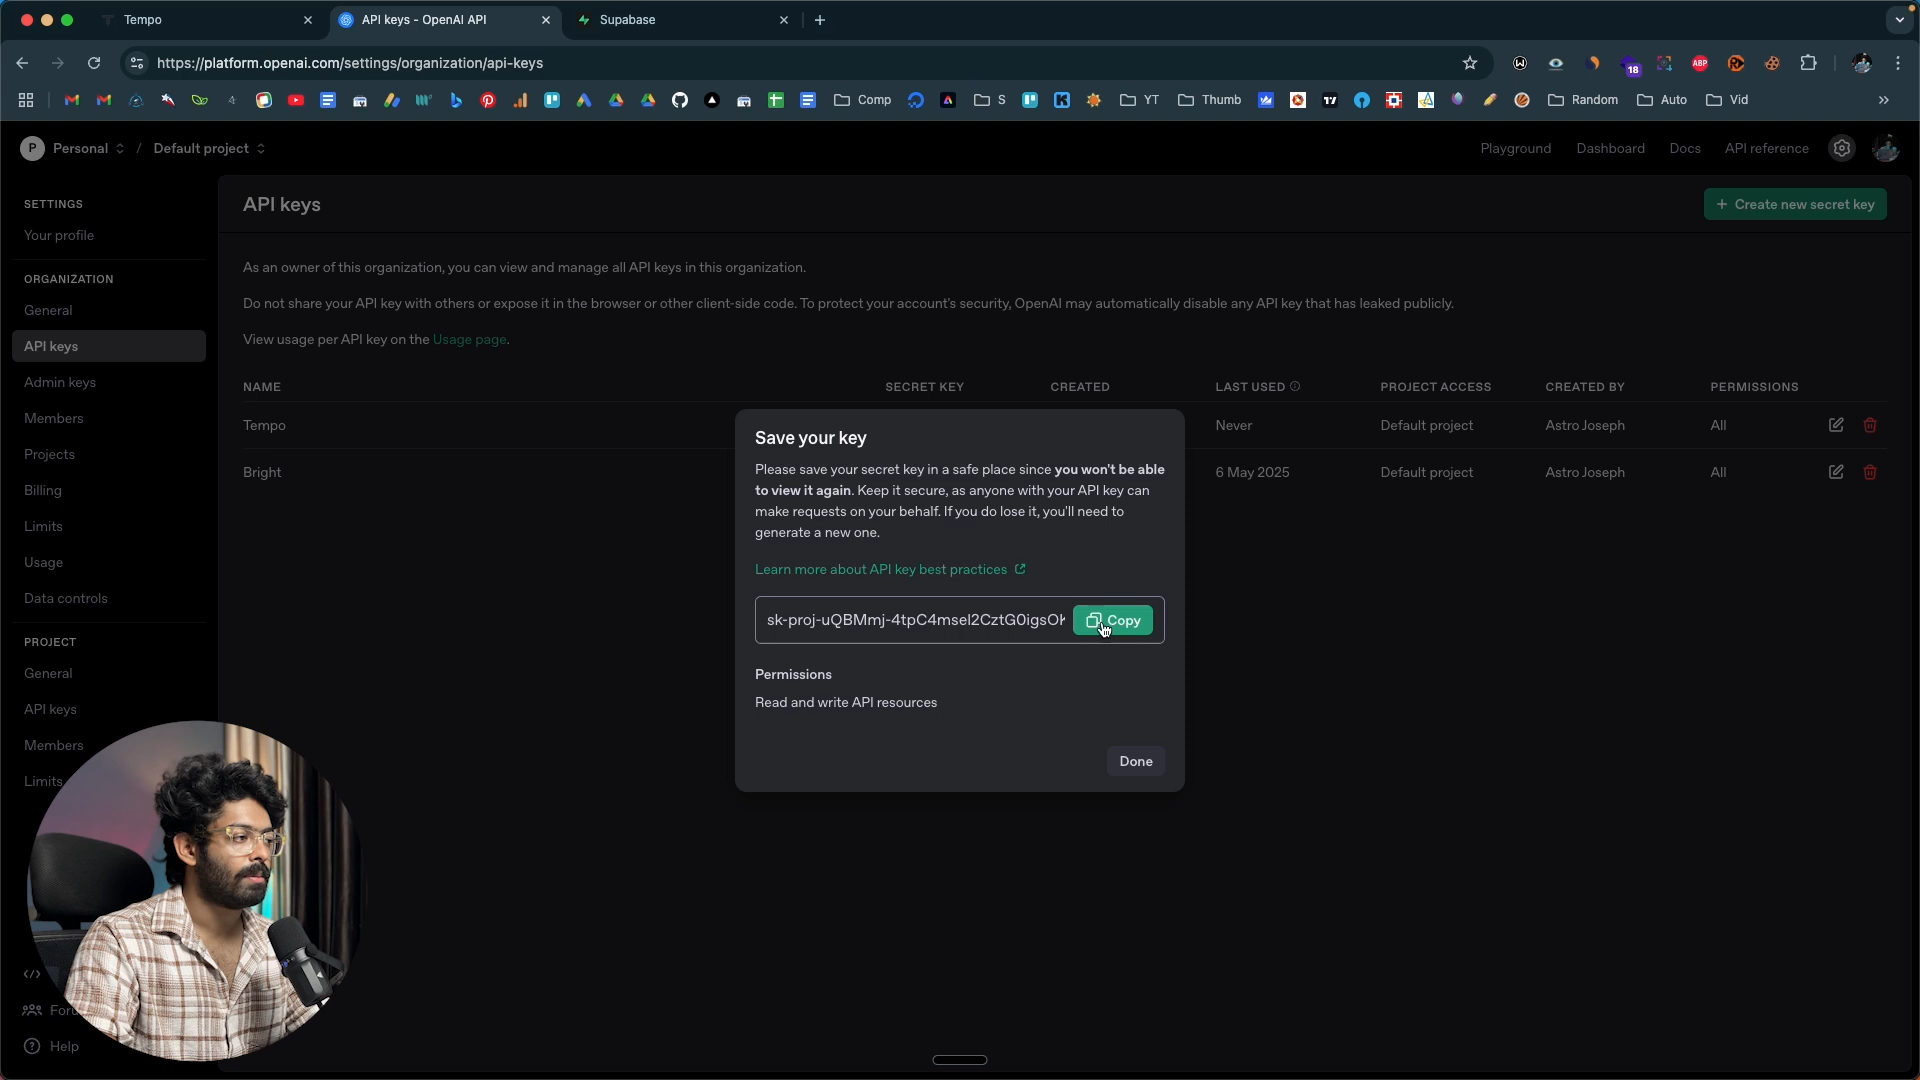 Tempo
API keys - OpenAI API
Supabase
https://platform.openai.com/settings/organization/api-keys
18
ABP
Comp
S
YT
Thumb
Random
Auto
Vid
P Personal / Default project
Playground
Dashboard
Docs
API reference
SETTINGS
Your profile
ORGANIZATION
General
API keys
Admin keys
Members
Projects
Billing
Limits
Usage
Data controls
PROJECT
General
API keys
Members
Limits
Help
API keys
+ Create new secret key
As an owner of this organization, you can view and manage all API keys in this organization.
Do not share your API key with others or expose it in the browser or other client-side code. To protect your account's security, OpenAI may automatically disable any API key that has leaked publicly.
View usage per API key on the Usage page.
NAME SECRET KEY CREATED LAST USED PROJECT ACCESS CREATED BY PERMISSIONS
Tempo Never Default project Astro Joseph All
Bright 6 May 2025 Default project Astro Joseph All
Save your key
Please save your secret key in a safe place since you won't be able
to view it again. Keep it secure, as anyone with your API key can
make requests on your behalf. If you do lose it, you'll need to
generate a new one.
Learn more about API key best practices
sk-proj-uQBMmj-4tpC4msel2CztG0igsOK
Copy
Permissions
Read and write API resources
Done